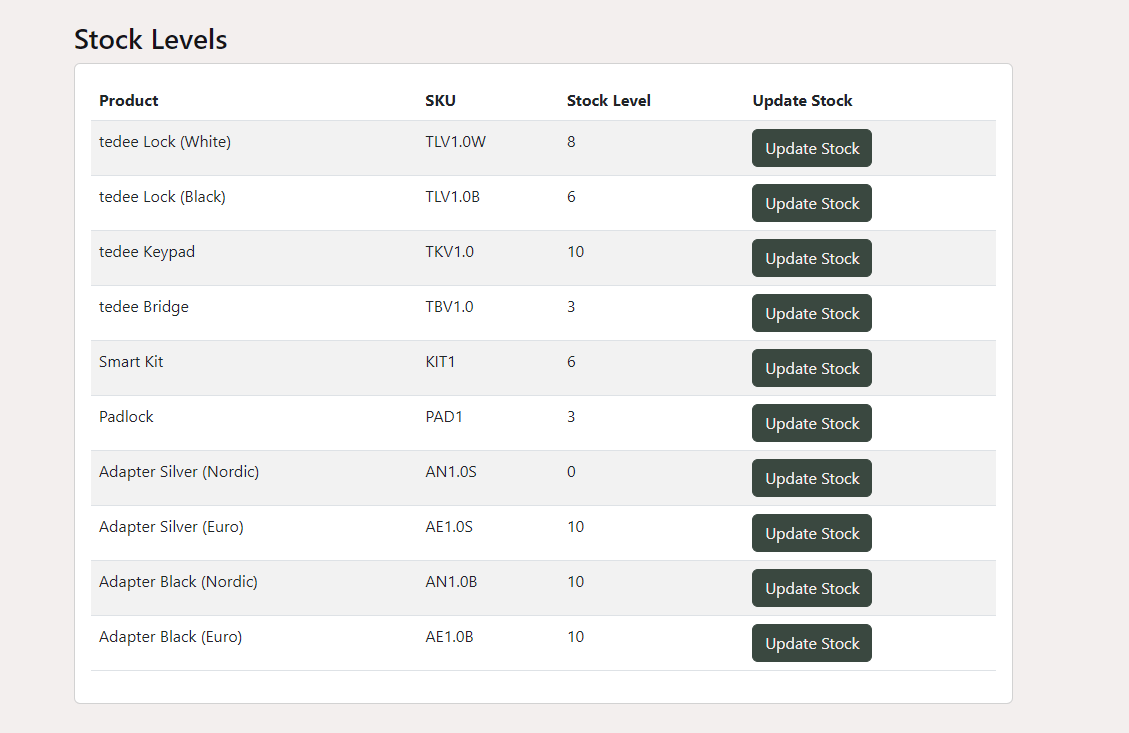 Stock Levels
Product SKU Stock Level Update Stock
tedee Lock (White) TLV1.0W 8 Update Stock
tedee Lock (Black) TLV1.0B 6 Update Stock
tedee Keypad TKV1.0 10 Update Stock
tedee Bridge TBV1.0 3 Update Stock
Smart Kit KIT1 6 Update Stock
Padlock PAD1 3 Update Stock
Adapter Silver (Nordic) AN1.0S 0 Update Stock
Adapter Silver (Euro) AE1.0S 10 Update Stock
Adapter Black (Nordic) AN1.0B 10 Update Stock
Adapter Black (Euro) AE1.0B 10 Update Stock